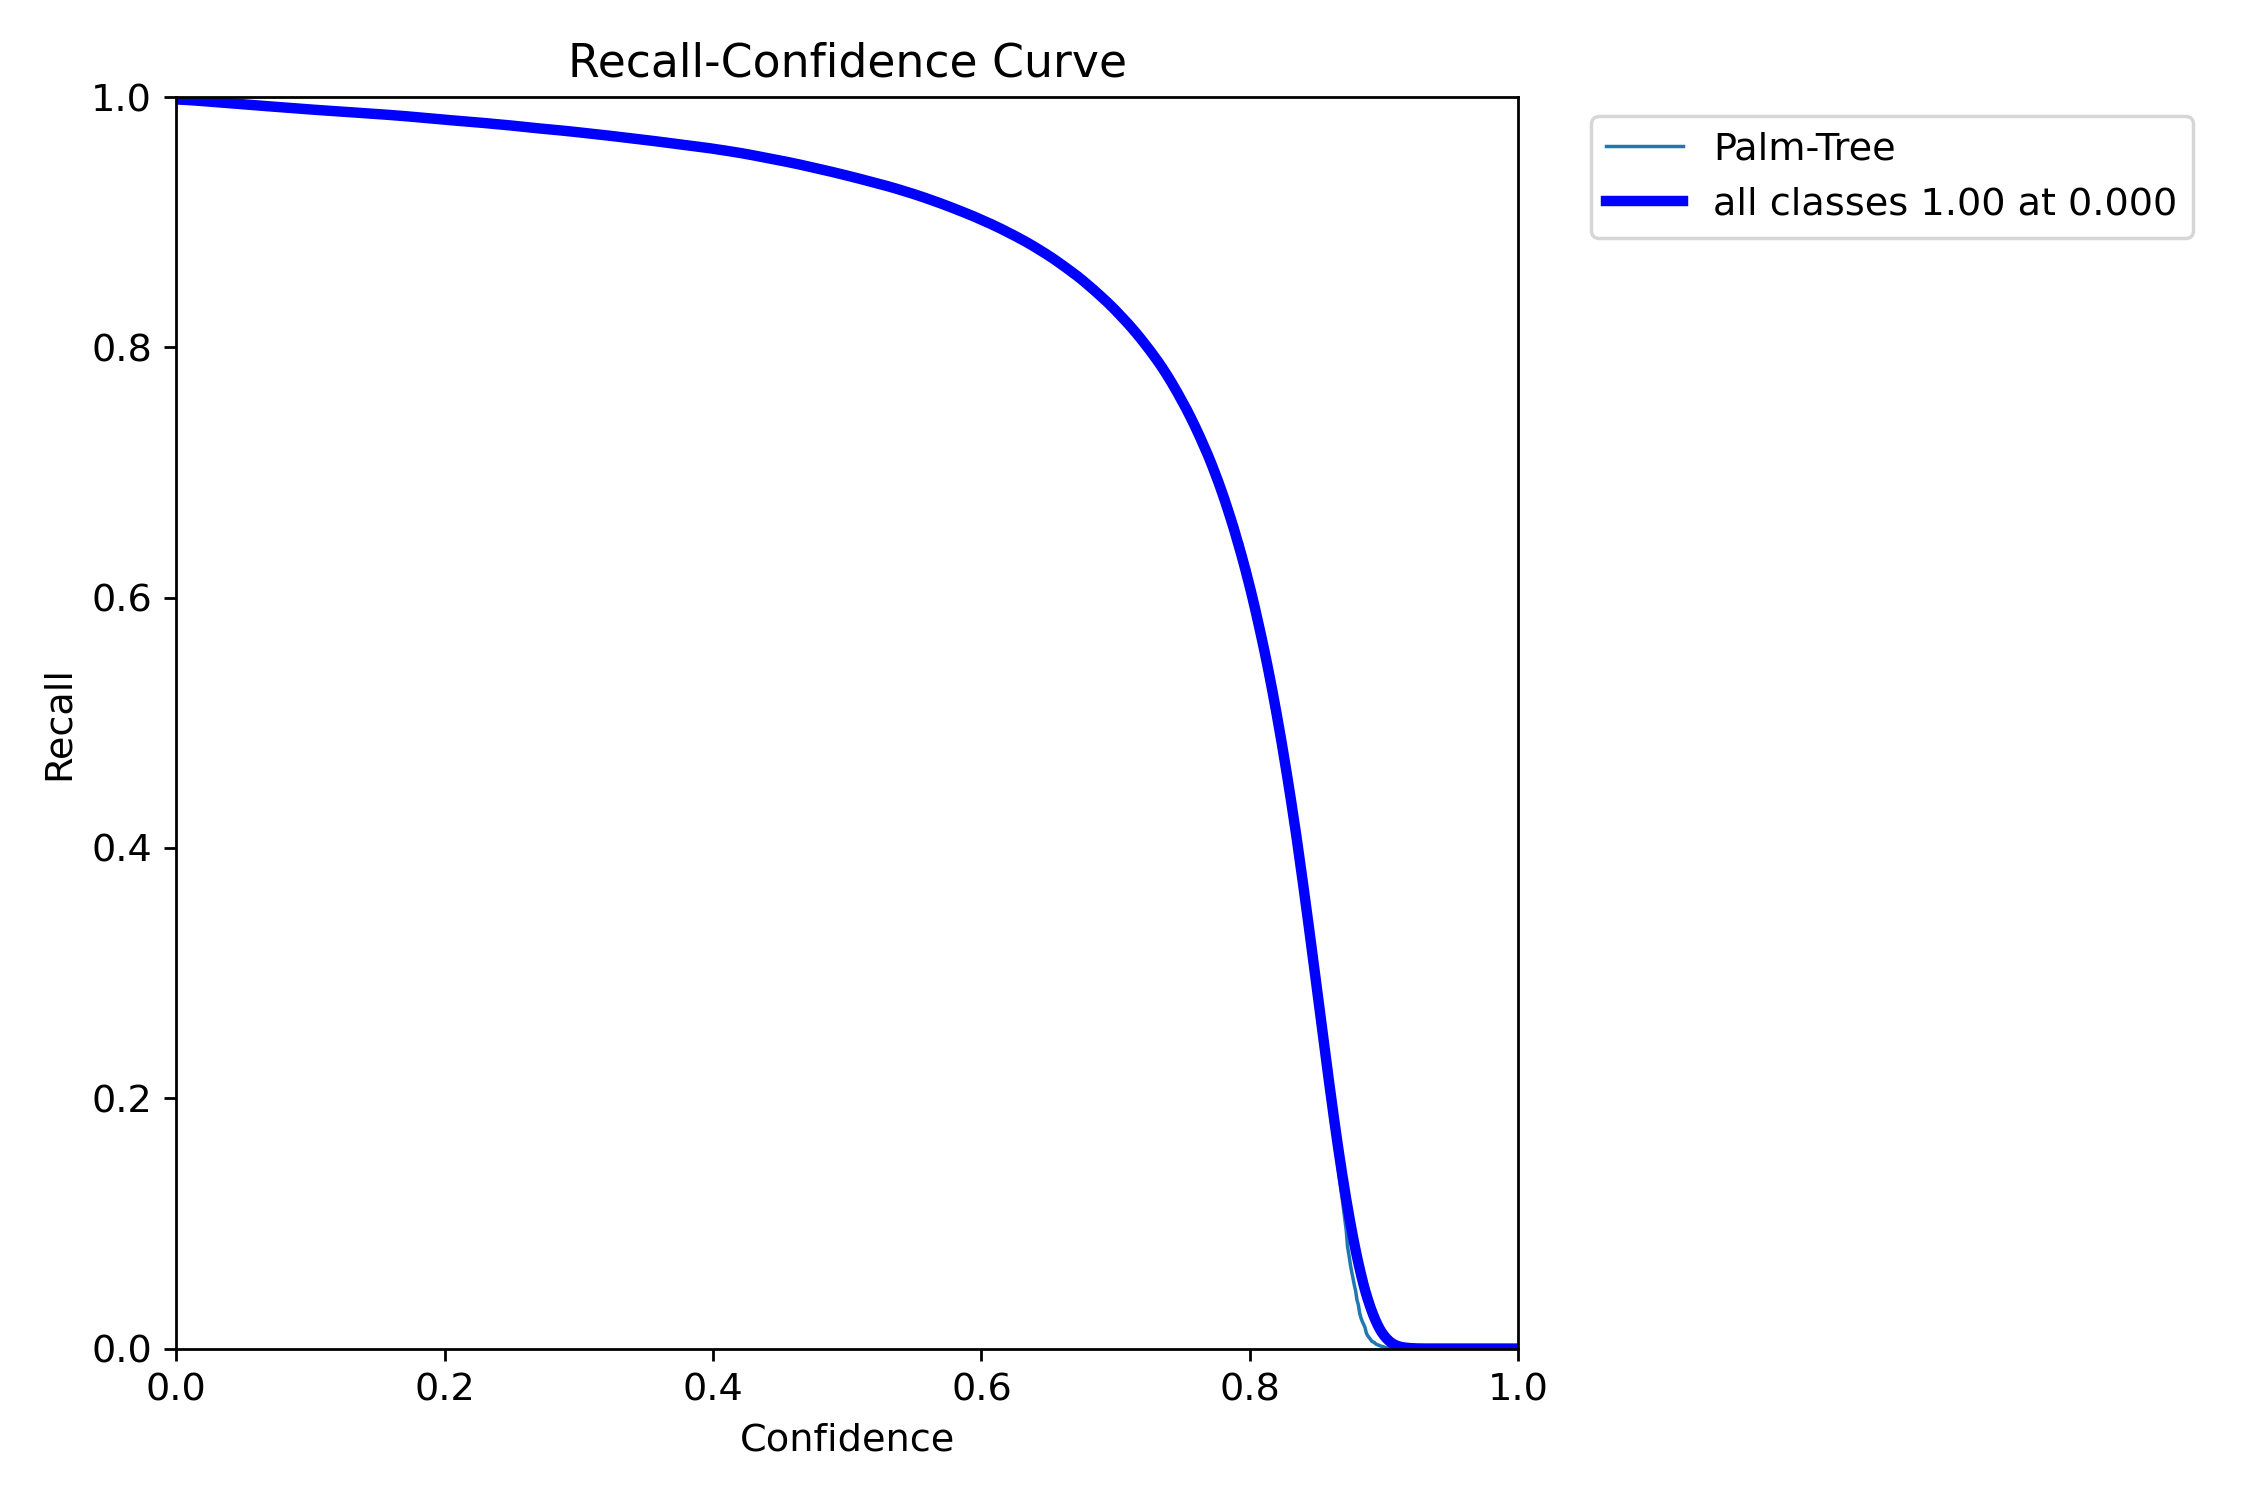 Recall-Confidence Curve
1.0
0.8
0.6
0.4
0.2
0.0
Recall
0.0 0.2 0.4 0.6 0.8 1.0
Confidence
Palm-Tree
all classes 1.00 at 0.000